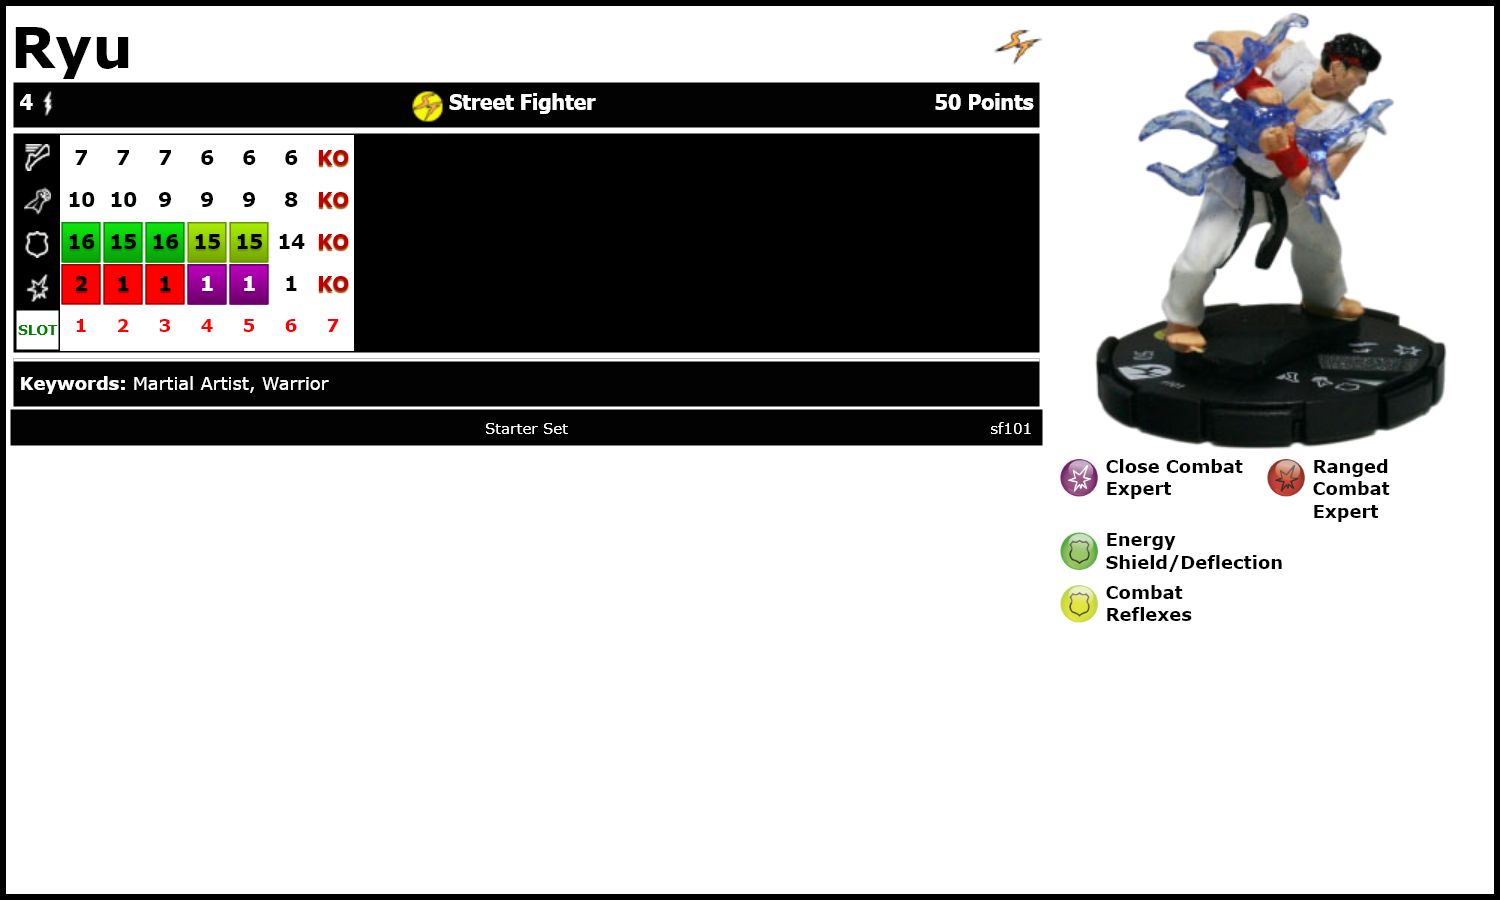 Ryu
4 Street Fighter 50 Points
7 7 7 6 6 6 KO
10 10 9 9 9 8 KO
16 15 16 15 15 14 KO
2 1 1 1 1 1 KO
SLOT 1 2 3 4 5 6 7
Keywords: Martial Artist, Warrior
Starter Set sf101
Close Combat
Expert
Ranged
Combat
Expert
Energy
Shield/Deflection
Combat
Reflexes